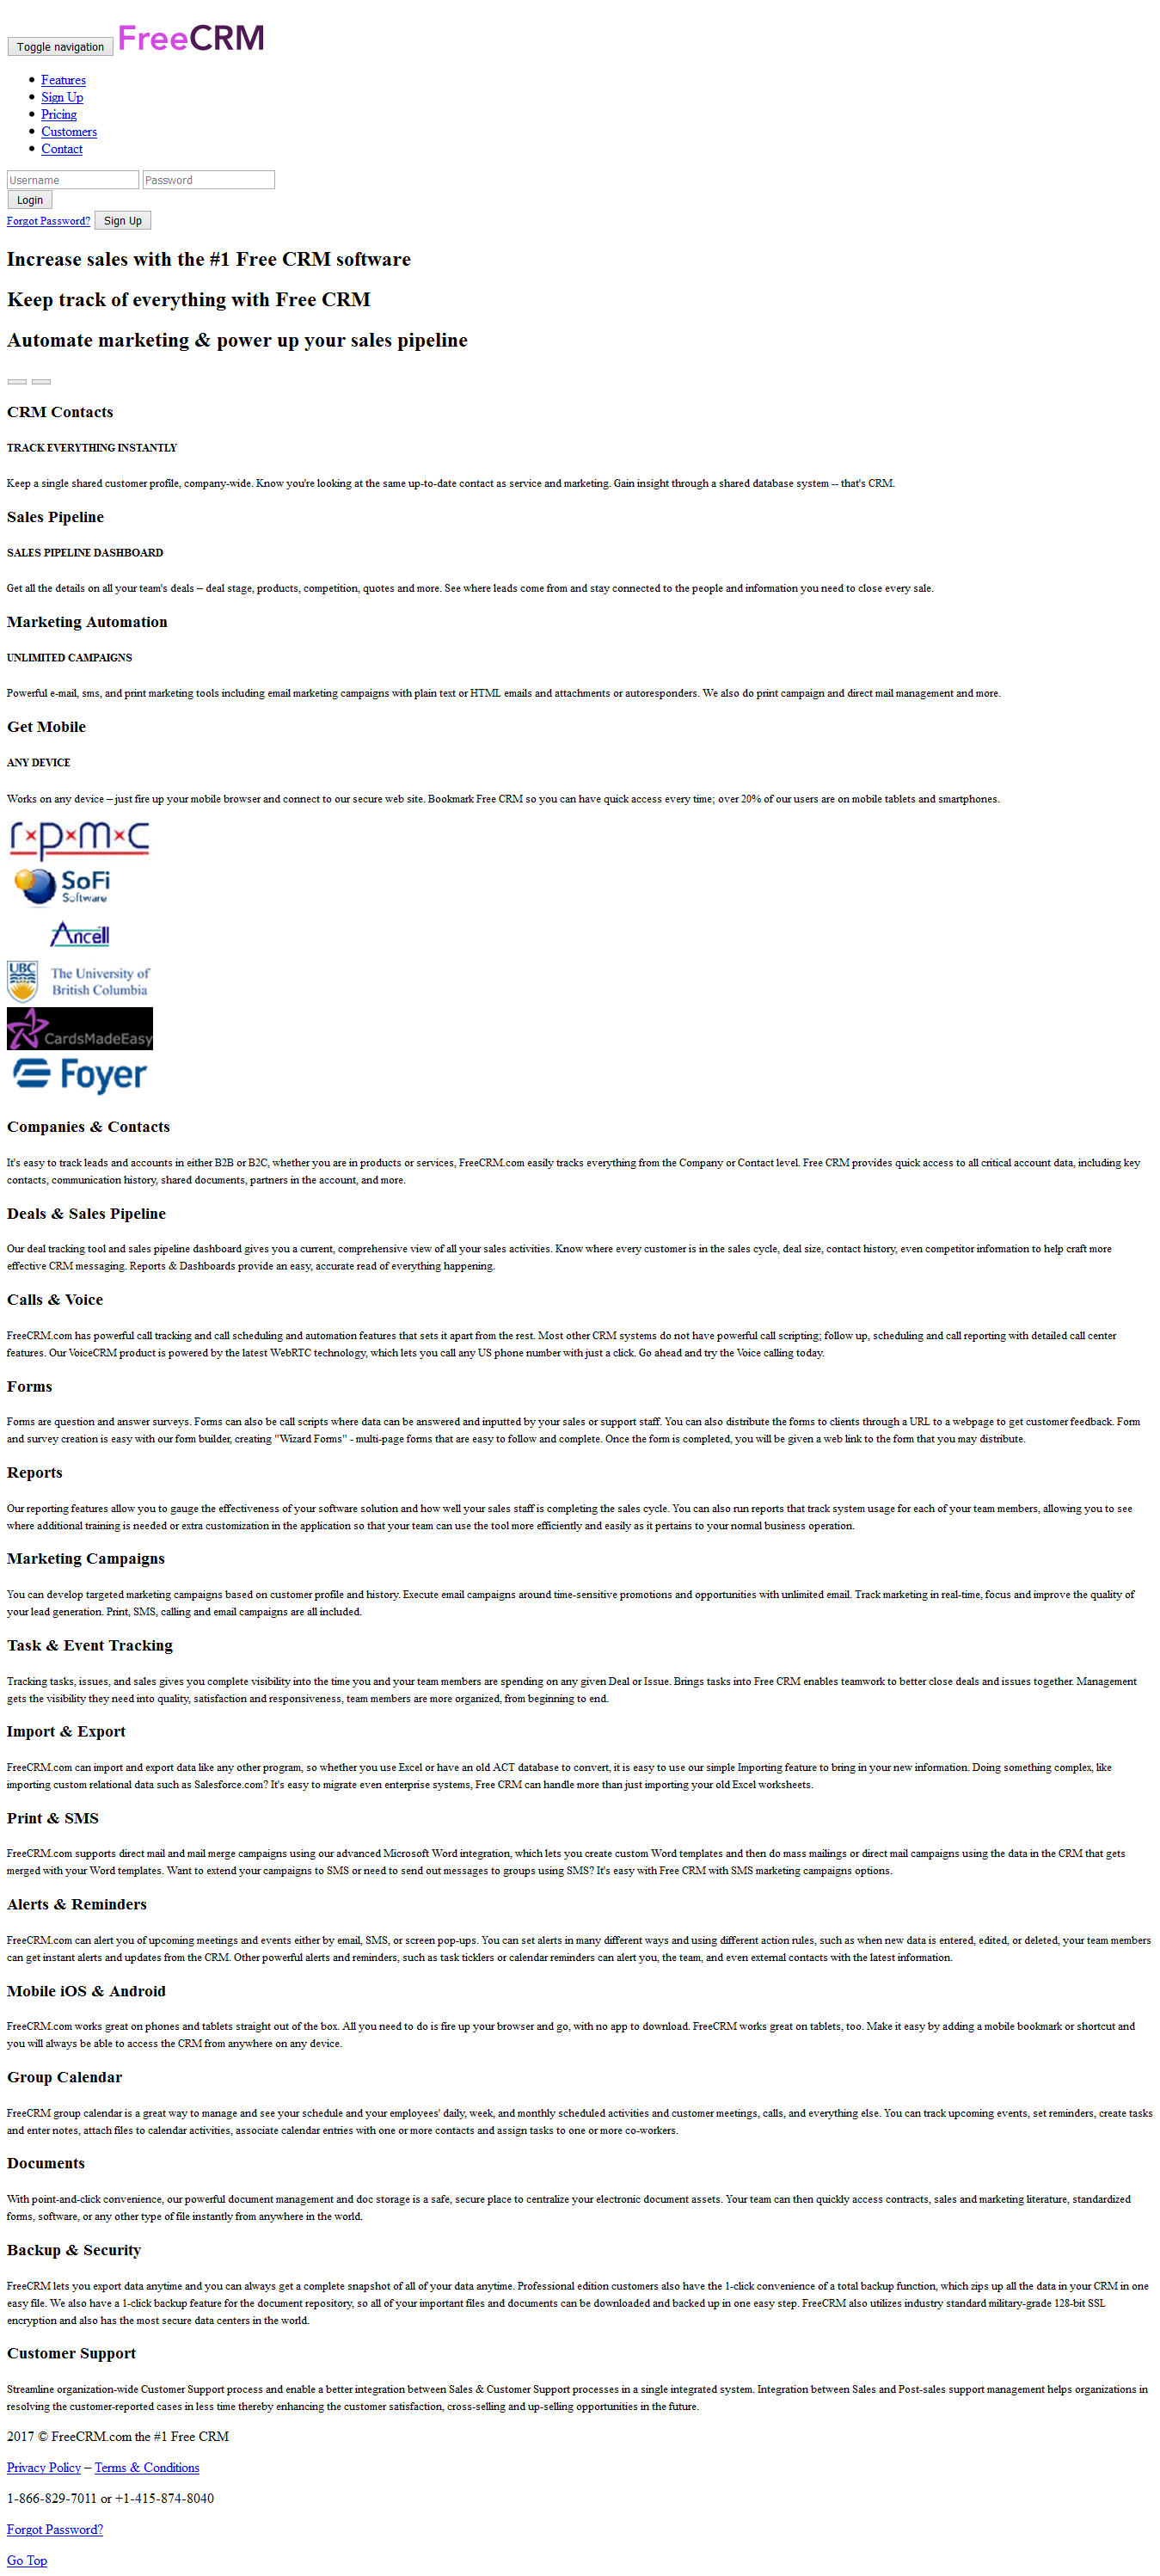 Toggle navigation FreeCRM
Features
Sign Up
Pricing
Customers
Contact
Username Password
Login
Forgot Password? Sign Up
Increase sales with the #1 Free CRM software
Keep track of everything with Free CRM
Automate marketing & power up your sales pipeline
CRM Contacts
TRACK EVERYTHING INSTANTLY
Keep a single shared customer profile, company-wide. Know you're looking at the same up-to-date contact as service and marketing. Gain insight through a shared database system -- that's CRM.
Sales Pipeline
SALES PIPELINE DASHBOARD
Get all the details on all your team's deals – deal stage, products, competition, quotes and more. See where leads come from and stay connected to the people and information you need to close every sale.
Marketing Automation
UNLIMITED CAMPAIGNS
Powerful e-mail, sms, and print marketing tools including email marketing campaigns with plain text or HTML emails and attachments or autoresponders. We also do print campaign and direct mail management and more.
Get Mobile
ANY DEVICE
Works on any device – just fire up your mobile browser and connect to our secure web site. Bookmark Free CRM so you can have quick access every time; over 20% of our users are on mobile tablets and smartphones.
r×p×m×c
SoFi
Software
Ancell
UBC The University of
British Columbia
CardsMadeEasy
Foyer
Companies & Contacts
It's easy to track leads and accounts in either B2B or B2C, whether you are in products or services, FreeCRM.com easily tracks everything from the Company or Contact level. Free CRM provides quick access to all critical account data, including key
contacts, communication history, shared documents, partners in the account, and more.
Deals & Sales Pipeline
Our deal tracking tool and sales pipeline dashboard gives you a current, comprehensive view of all your sales activities. Know where every customer is in the sales cycle, deal size, contact history, even competitor information to help craft more
effective CRM messaging. Reports & Dashboards provide an easy, accurate read of everything happening.
Calls & Voice
FreeCRM.com has powerful call tracking and call scheduling and automation features that sets it apart from the rest. Most other CRM systems do not have powerful call scripting; follow up, scheduling and call reporting with detailed call center
features. Our VoiceCRM product is powered by the latest WebRTC technology, which lets you call any US phone number with just a click. Go ahead and try the Voice calling today.
Forms
Forms are question and answer surveys. Forms can also be call scripts where data can be answered and inputted by your sales or support staff. You can also distribute the forms to clients through a URL to a webpage to get customer feedback. Form
and survey creation is easy with our form builder, creating "Wizard Forms" - multi-page forms that are easy to follow and complete. Once the form is completed, you will be given a web link to the form that you may distribute.
Reports
Our reporting features allow you to gauge the effectiveness of your software solution and how well your sales staff is completing the sales cycle. You can also run reports that track system usage for each of your team members, allowing you to see
where additional training is needed or extra customization in the application so that your team can use the tool more efficiently and easily as it pertains to your normal business operation.
Marketing Campaigns
You can develop targeted marketing campaigns based on customer profile and history. Execute email campaigns around time-sensitive promotions and opportunities with unlimited email. Track marketing in real-time, focus and improve the quality of
your lead generation. Print, SMS, calling and email campaigns are all included.
Task & Event Tracking
Tracking tasks, issues, and sales gives you complete visibility into the time you and your team members are spending on any given Deal or Issue. Brings tasks into Free CRM enables teamwork to better close deals and issues together. Management
gets the visibility they need into quality, satisfaction and responsiveness, team members are more organized, from beginning to end.
Import & Export
FreeCRM.com can import and export data like any other program, so whether you use Excel or have an old ACT database to convert, it is easy to use our simple Importing feature to bring in your new information. Doing something complex, like
importing custom relational data such as Salesforce.com? It's easy to migrate even enterprise systems, Free CRM can handle more than just importing your old Excel worksheets.
Print & SMS
FreeCRM.com supports direct mail and mail merge campaigns using our advanced Microsoft Word integration, which lets you create custom Word templates and then do mass mailings or direct mail campaigns using the data in the CRM that gets
merged with your Word templates. Want to extend your campaigns to SMS or need to send out messages to groups using SMS? It's easy with Free CRM with SMS marketing campaigns options.
Alerts & Reminders
FreeCRM.com can alert you of upcoming meetings and events either by email, SMS, or screen pop-ups. You can set alerts in many different ways and using different action rules, such as when new data is entered, edited, or deleted, your team members
can get instant alerts and updates from the CRM. Other powerful alerts and reminders, such as task ticklers or calendar reminders can alert you, the team, and even external contacts with the latest information.
Mobile iOS & Android
FreeCRM.com works great on phones and tablets straight out of the box. All you need to do is fire up your browser and go, with no app to download. FreeCRM works great on tablets, too. Make it easy by adding a mobile bookmark or shortcut and
you will always be able to access the CRM from anywhere on any device.
Group Calendar
FreeCRM group calendar is a great way to manage and see your schedule and your employees' daily, week, and monthly scheduled activities and customer meetings, calls, and everything else. You can track upcoming events, set reminders, create tasks
and enter notes, attach files to calendar activities, associate calendar entries with one or more contacts and assign tasks to one or more co-workers.
Documents
With point-and-click convenience, our powerful document management and doc storage is a safe, secure place to centralize your electronic document assets. Your team can then quickly access contracts, sales and marketing literature, standardized
forms, software, or any other type of file instantly from anywhere in the world.
Backup & Security
FreeCRM lets you export data anytime and you can always get a complete snapshot of all of your data anytime. Professional edition customers also have the 1-click convenience of a total backup function, which zips up all the data in your CRM in one
easy file. We also have a 1-click backup feature for the document repository, so all of your important files and documents can be downloaded and backed up in one easy step. FreeCRM also utilizes industry standard military-grade 128-bit SSL
encryption and also has the most secure data centers in the world.
Customer Support
Streamline organization-wide Customer Support process and enable a better integration between Sales & Customer Support processes in a single integrated system. Integration between Sales and Post-sales support management helps organizations in
resolving the customer-reported cases in less time thereby enhancing the customer satisfaction, cross-selling and up-selling opportunities in the future.
2017 © FreeCRM.com the #1 Free CRM
Privacy Policy – Terms & Conditions
1-866-829-7011 or +1-415-874-8040
Forgot Password?
Go Top